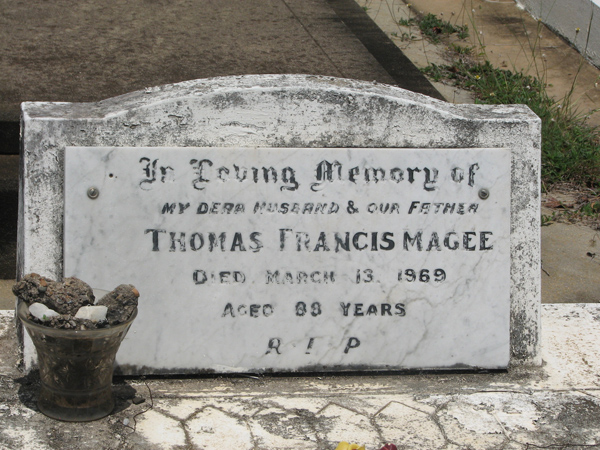 In Loving Memory of
MY DEAR HUSBAND & OUR FATHER
THOMAS FRANCIS MAGEE
DIED MARCH 13, 1969
AGED 88 YEARS
R I P